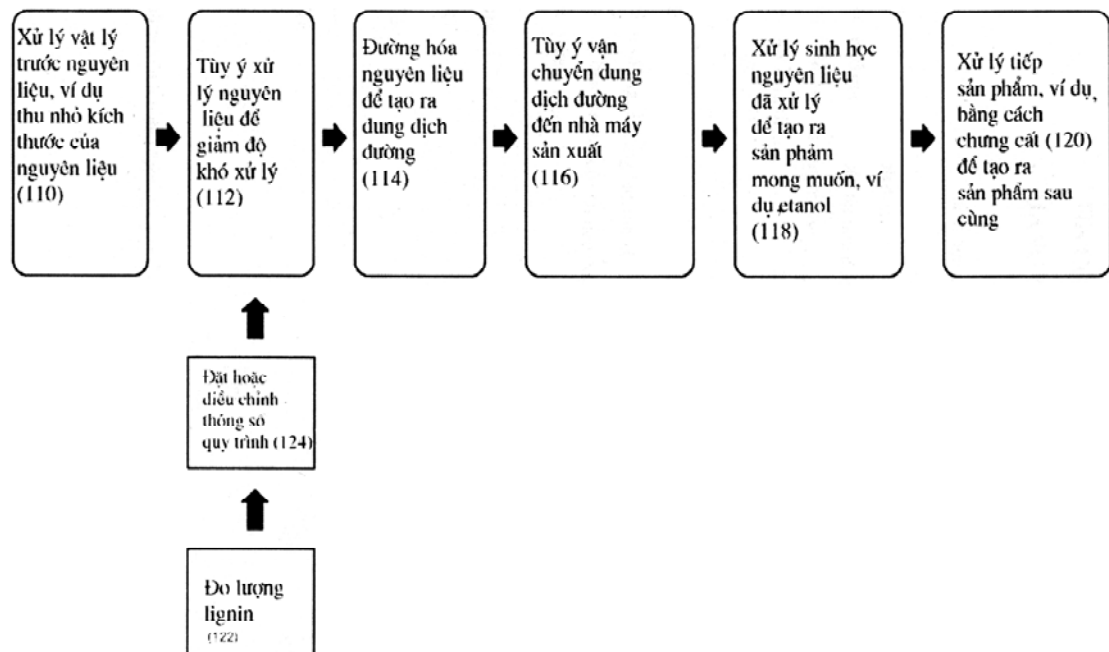 Xử lý vật lý
trước nguyên
liệu, ví dụ
thu nhỏ kích
thước của
nguyên liệu
(110)
Tùy ý xử
lý nguyên
liệu để
giảm độ
khó xử lý
(112)
Đường hóa
nguyên liệu
để tạo ra
dung dịch
đường
(114)
Tùy ý vận
chuyển dung
dịch đường
đến nhà máy
sản xuất
(116)
Xử lý sinh học
nguyên liệu
đã xử lý
để tạo ra
sản phẩm
mong muốn, ví
dụ etanol
(118)
Xử lý tiếp
sản phẩm, ví dụ,
bằng cách
chưng cất (120)
để tạo ra
sản phẩm sau
cùng
Đặt hoặc
điều chỉnh
thông số
quy trình (124)
Đo lượng
lignin
(122)